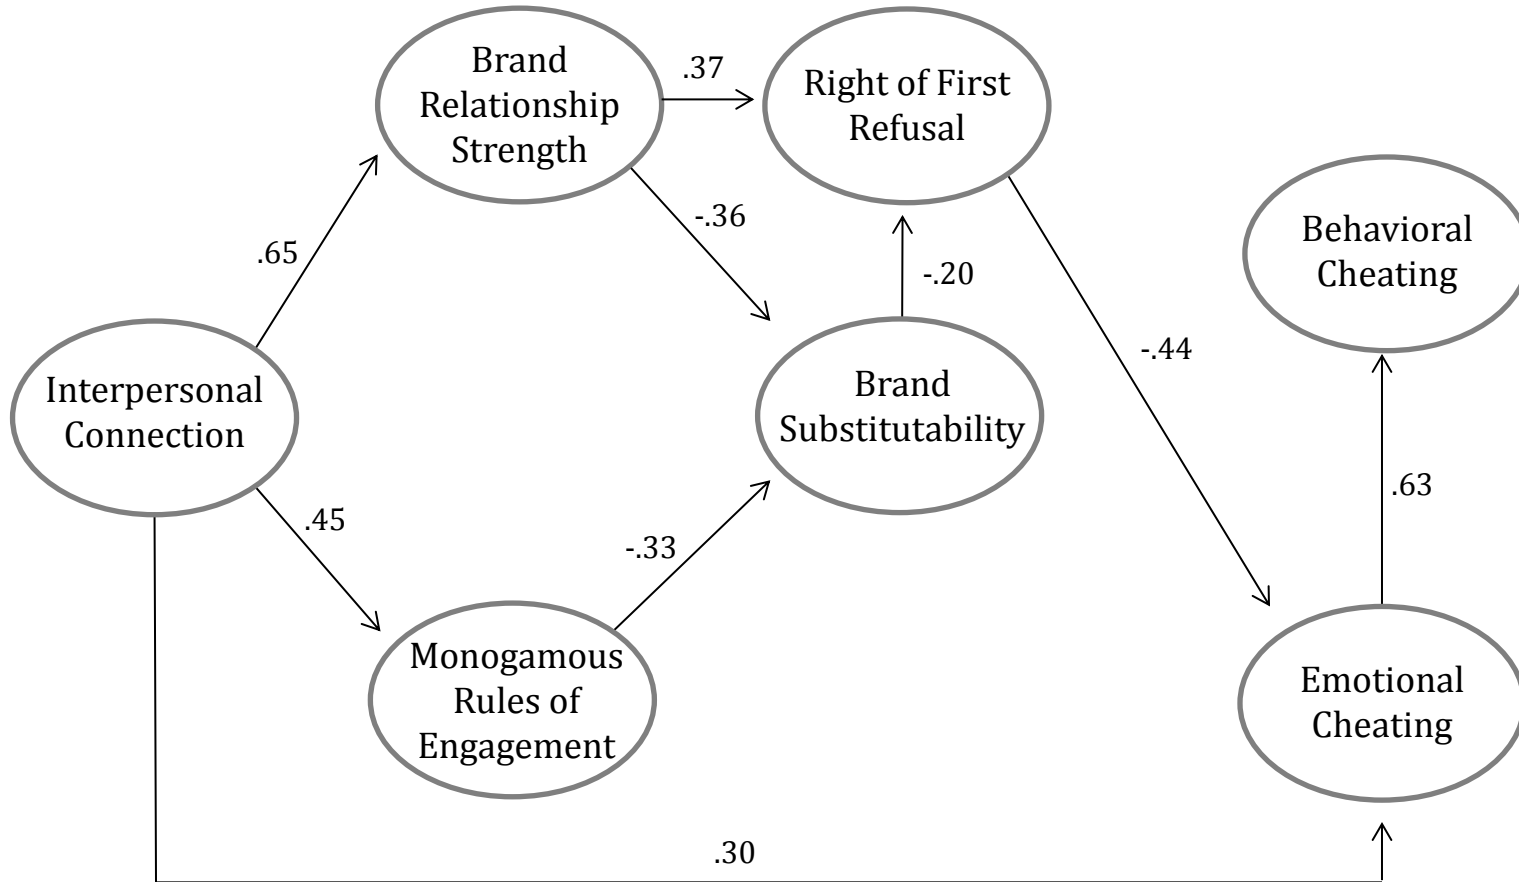 Brand
Relationship
Strength
.37
Right of First
Refusal
-.36
.65
-.20
Behavioral
Cheating
-.44
Interpersonal
Connection
Brand
Substitutability
.63
.45
-.33
Monogamous
Rules of
Engagement
Emotional
Cheating
.30